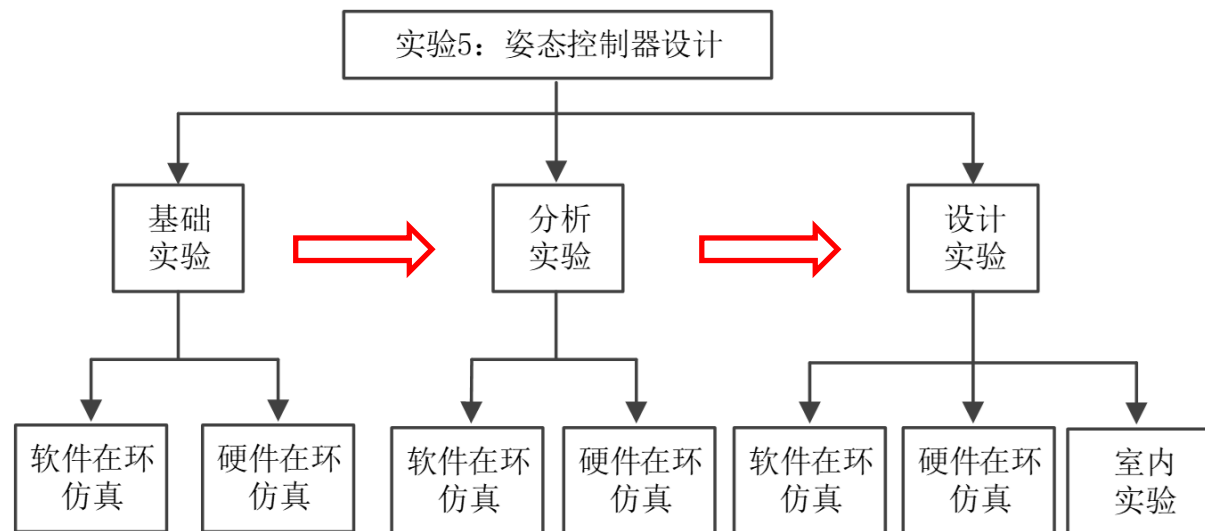 实验5：姿态控制器设计
基础
实验
分析
实验
设计
实验
软件在环
仿真
硬件在环
仿真
软件在环
仿真
硬件在环
仿真
软件在环
仿真
硬件在环
仿真
室内
实验